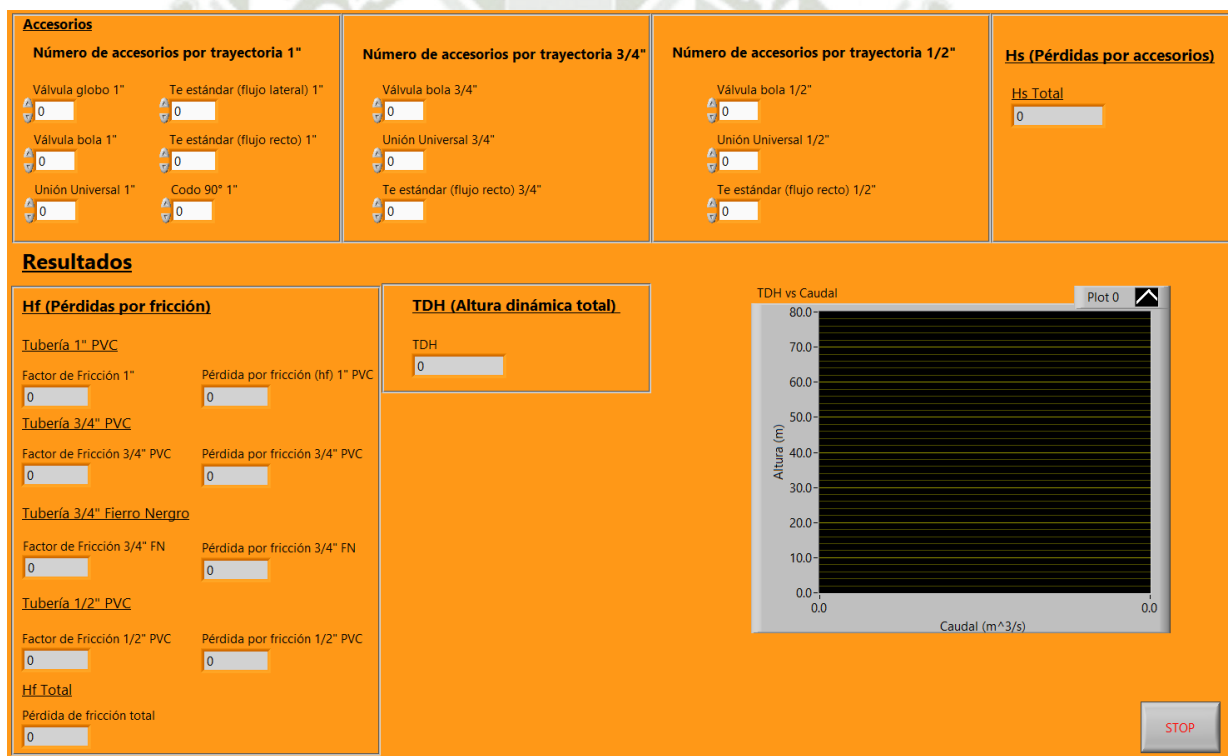 Accesorios
Número de accesorios por trayectoria 1"
Válvula globo 1"
0
Te estándar (flujo lateral) 1"
0
Válvula bola 1"
0
Te estándar (flujo recto) 1"
0
Unión Universal 1"
0
Codo 90° 1"
0
Número de accesorios por trayectoria 3/4"
Válvula bola 3/4"
0
Unión Universal 3/4"
0
Te estándar (flujo recto) 3/4"
0
Número de accesorios por trayectoria 1/2"
Válvula bola 1/2"
0
Unión Universal 1/2"
0
Te estándar (flujo recto) 1/2"
0
Hs (Pérdidas por accesorios)
Hs Total
0
Resultados
Hf (Pérdidas por fricción)
Tubería 1" PVC
Factor de Fricción 1"
0
Pérdida por fricción (hf) 1" PVC
0
Tubería 3/4" PVC
Factor de Fricción 3/4" PVC
0
Pérdida por fricción 3/4" PVC
0
Tubería 3/4" Fierro Nergro
Factor de Fricción 3/4" FN
0
Pérdida por fricción 3/4" FN
0
Tubería 1/2" PVC
Factor de Fricción 1/2" PVC
0
Pérdida por fricción 1/2" PVC
0
Hf Total
Pérdida de fricción total
0
TDH (Altura dinámica total)
TDH
0
TDH vs Caudal
Plot 0
80.0
70.0
60.0
50.0
40.0
30.0
20.0
10.0
0.0
Altura (m)
0.0
0.0
Caudal (m^3/s)
STOP